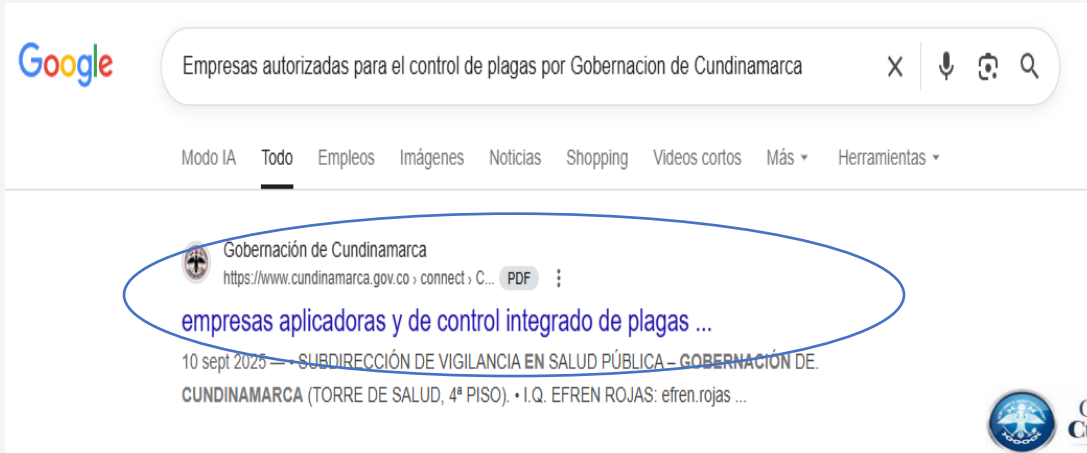 Google
Empresas autorizadas para el control de plagas por Gobernacion de Cundinamarca
Modo IA Todo Empleos Imágenes Noticias Shopping Videos cortos Más Herramientas
Gobernación de Cundinamarca
https://www.cundinamarca.gov.co › connect › C... PDF
empresas aplicadoras y de control integrado de plagas ...
10 sept 2025 — • SUBDIRECCIÓN DE VIGILANCIA EN SALUD PÚBLICA – GOBERNACIÓN DE.
CUNDINAMARCA (TORRE DE SALUD, 4ª PISO). • I.Q. EFREN ROJAS: efren.rojas ...